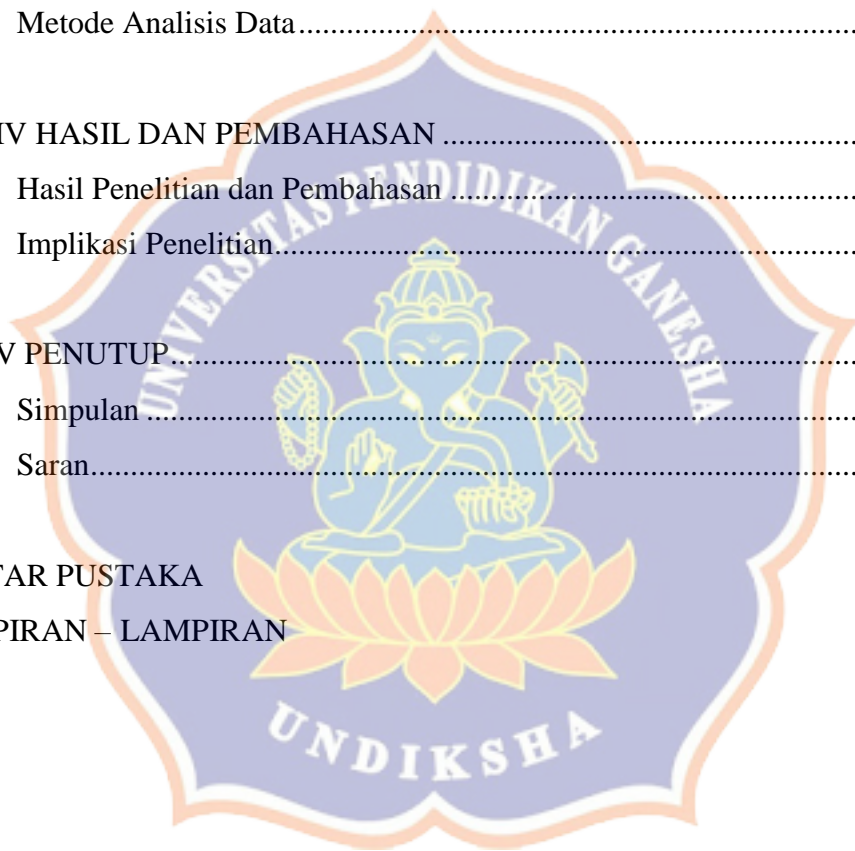 Metode Analisis Data.......................................................................
IV HASIL DAN PEMBAHASAN ....................................................
Hasil Penelitian dan Pembahasan ...................................................
Implikasi Penelitian..........................................................................
V PENUTUP.......................................................................................
Simpulan ...........................................................................................
Saran..................................................................................................
TAR PUSTAKA
PIRAN – LAMPIRAN
UNIVERSITAS PENDIDIKAN GANESHA
UNDIKSHA